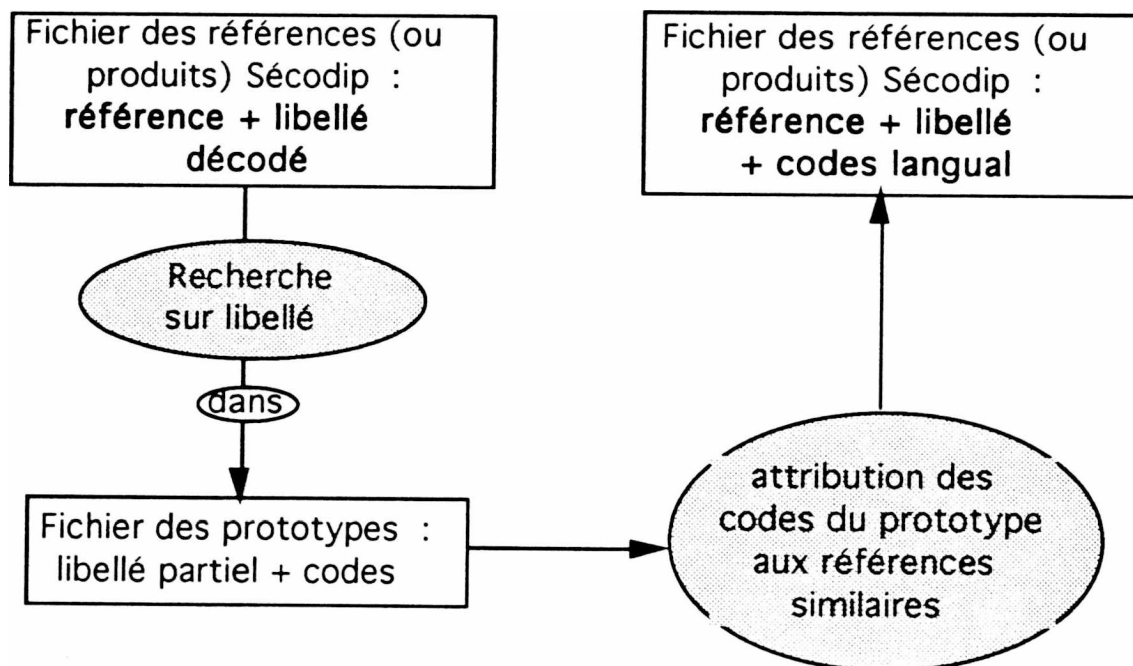 Fichier des références (ou
produits) Sécodip :
référence + libellé
décodé
Recherche
sur libellé
dans
Fichier des prototypes :
libellé partiel + codes
attribution des
codes du prototype
aux références
similaires
Fichier des références (ou
produits) Sécodip :
référence + libellé
+ codes langual